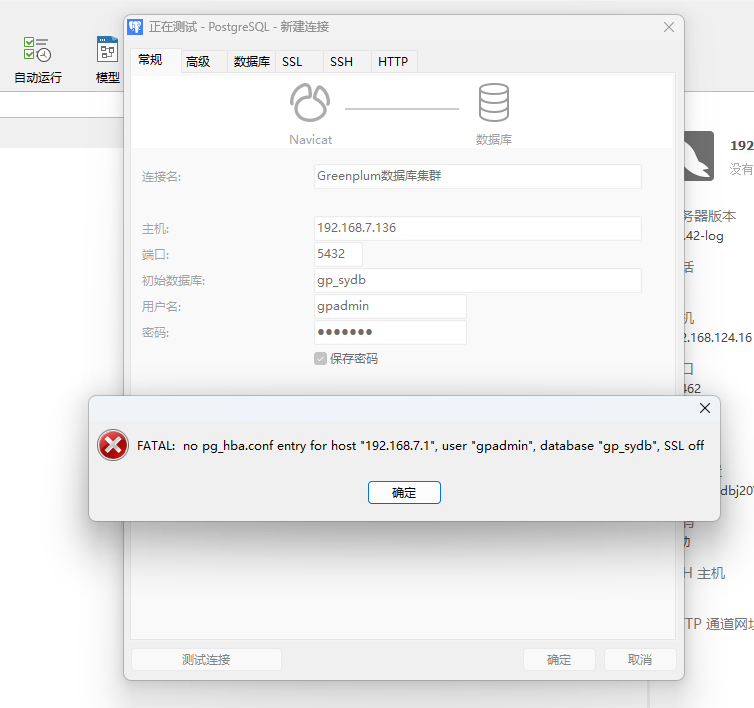 正在测试 - PostgreSQL - 新建连接
自动运行
模型
常规 高级 数据库 SSL SSH HTTP
Navicat
数据库
连接名: Greenplum数据库集群
主机: 192.168.7.136
端口: 5432
初始数据库: gp_sydb
用户名: gpadmin
密码: ●●●●●●●
保存密码
FATAL: no pg_hba.conf entry for host "192.168.7.1", user "gpadmin", database "gp_sydb", SSL off
确定
测试连接
确定
取消
192
没有
务器版本
.42-log
活
机
2.168.124.16
口
462
dbj20
H 主机
TP 通道网址